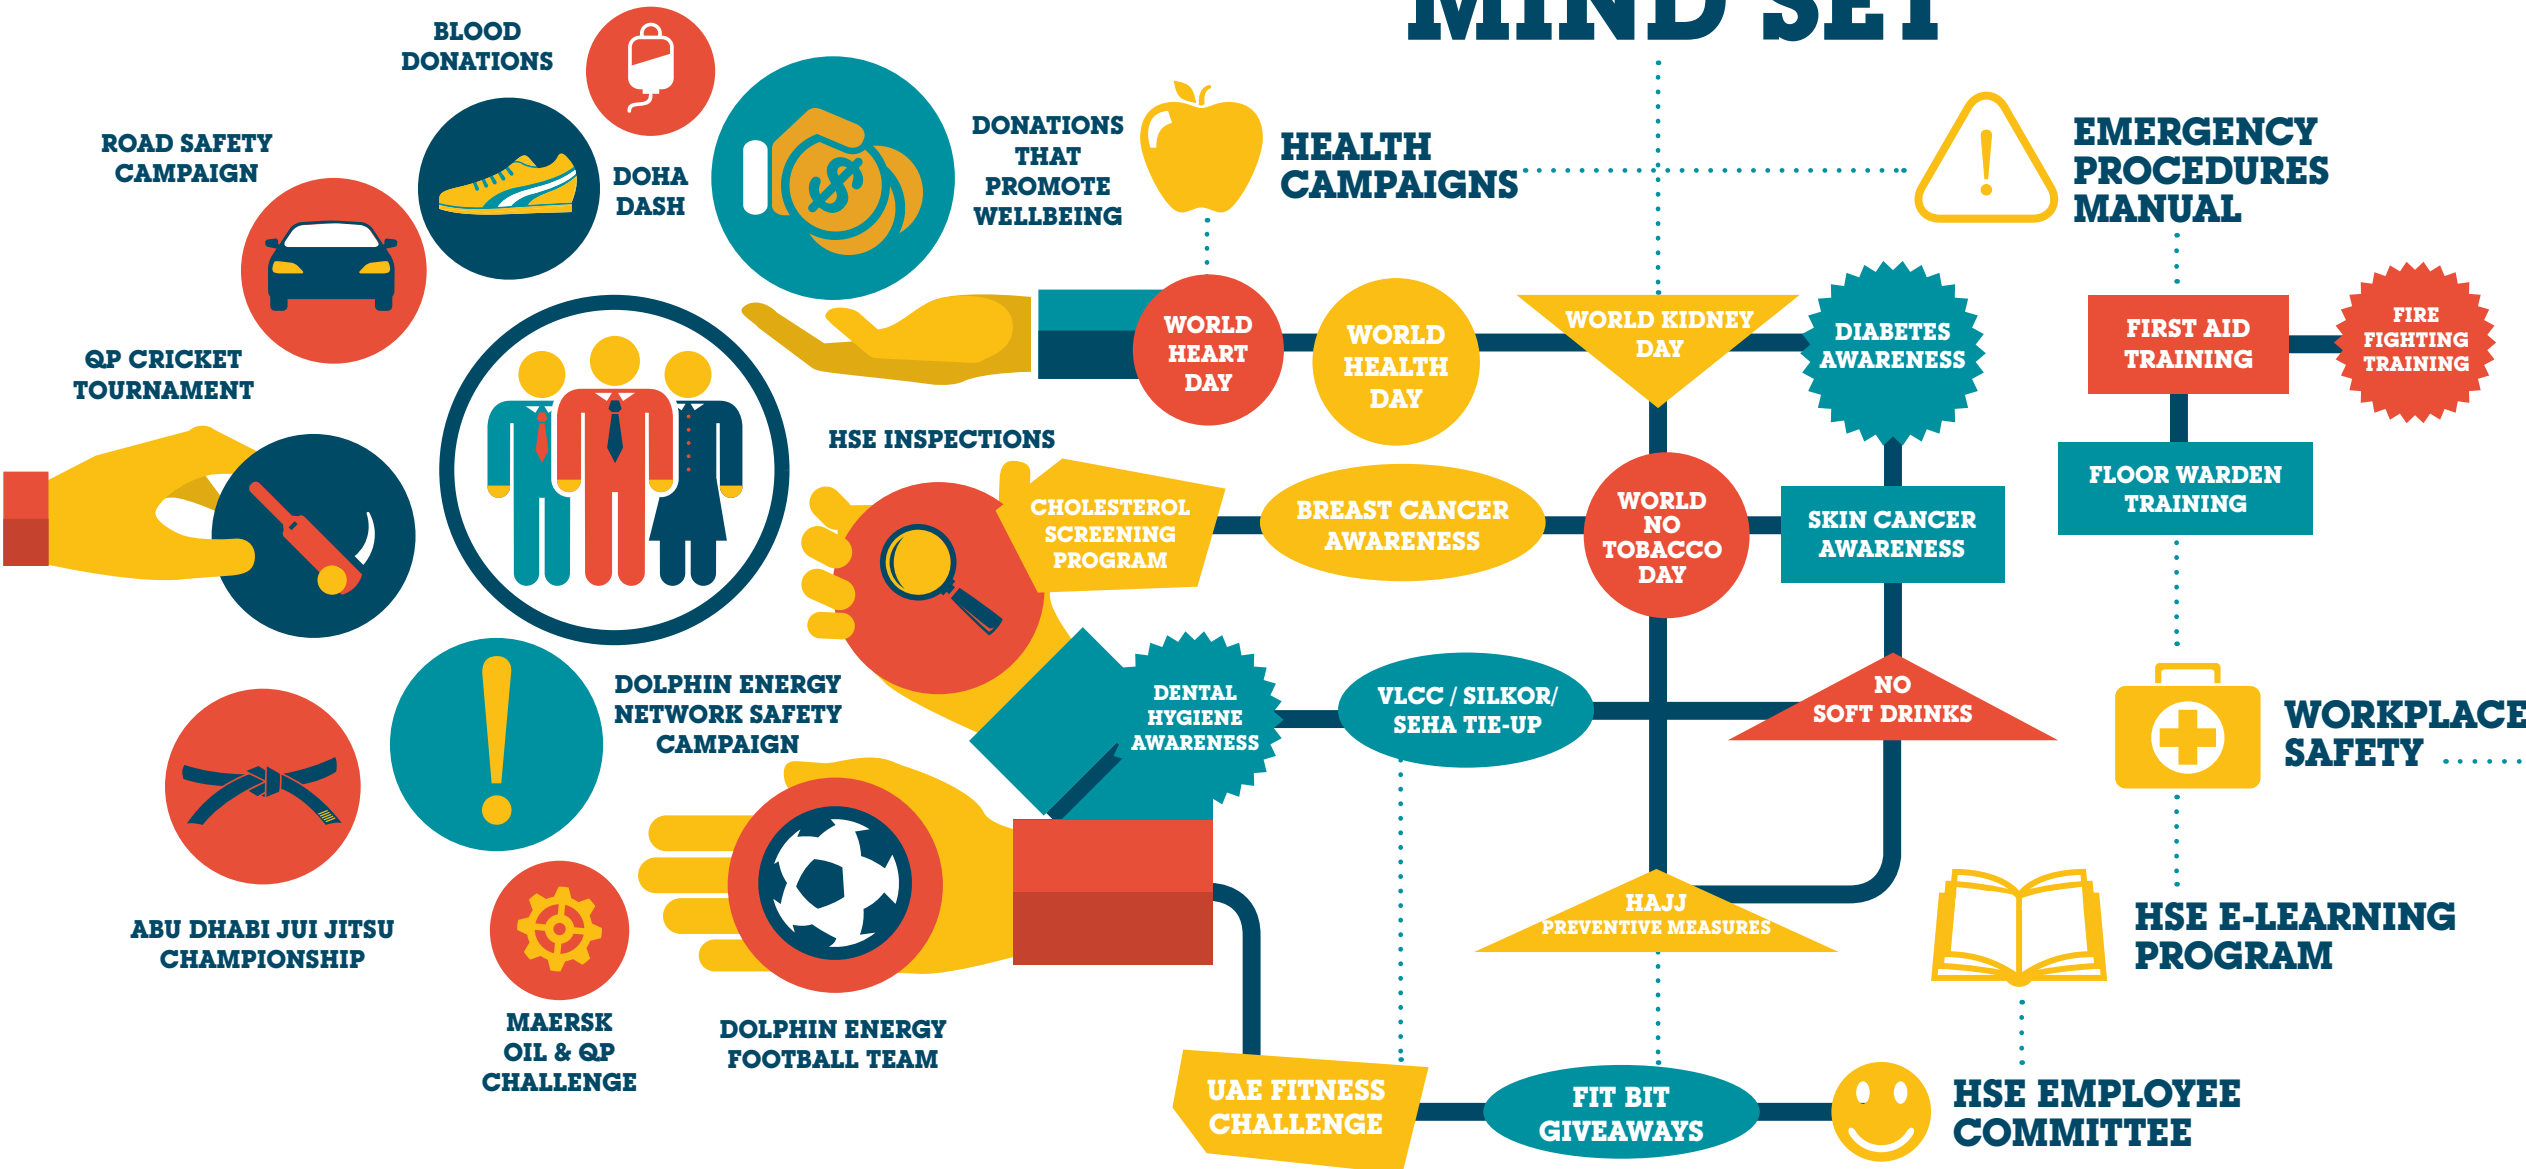 MIND SET
BLOOD
DONATIONS
ROAD SAFETY
CAMPAIGN
DOHA
DASH
DONATIONS
THAT
PROMOTE
WELLBEING
HEALTH
CAMPAIGNS
EMERGENCY
PROCEDURES
MANUAL
QP CRICKET
TOURNAMENT
WORLD
HEART
DAY
WORLD
HEALTH
DAY
WORLD KIDNEY
DAY
DIABETES
AWARENESS
FIRST AID
TRAINING
FIRE
FIGHTING
TRAINING
HSE INSPECTIONS
CHOLESTEROL
SCREENING
PROGRAM
BREAST CANCER
AWARENESS
WORLD
NO
TOBACCO
DAY
SKIN CANCER
AWARENESS
FLOOR WARDEN
TRAINING
DOLPHIN ENERGY
NETWORK SAFETY
CAMPAIGN
DENTAL
HYGIENE
AWARENESS
VLCC / SILKOR/
SEHA TIE-UP
NO
SOFT DRINKS
WORKPLACE
SAFETY
ABU DHABI JUI JITSU
CHAMPIONSHIP
HAJJ
PREVENTIVE MEASURES
HSE E-LEARNING
PROGRAM
MAERSK
OIL & QP
CHALLENGE
DOLPHIN ENERGY
FOOTBALL TEAM
UAE FITNESS
CHALLENGE
FIT BIT
GIVEAWAYS
HSE EMPLOYEE
COMMITTEE